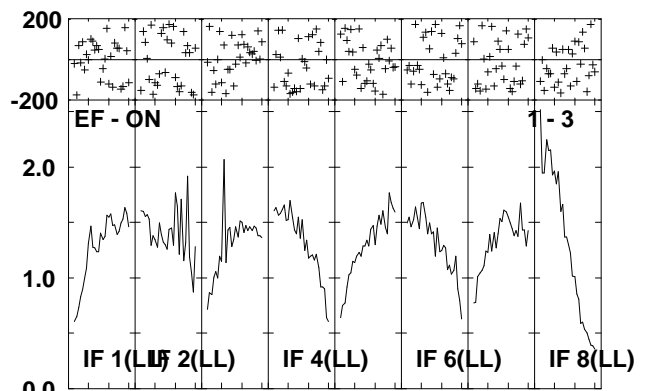 200
-200
EF - ON 1 - 3
2.0
1.0
IF 1(LL) IF 2(LL) IF 4(LL) IF 6(LL) IF 8(LL)
0.0